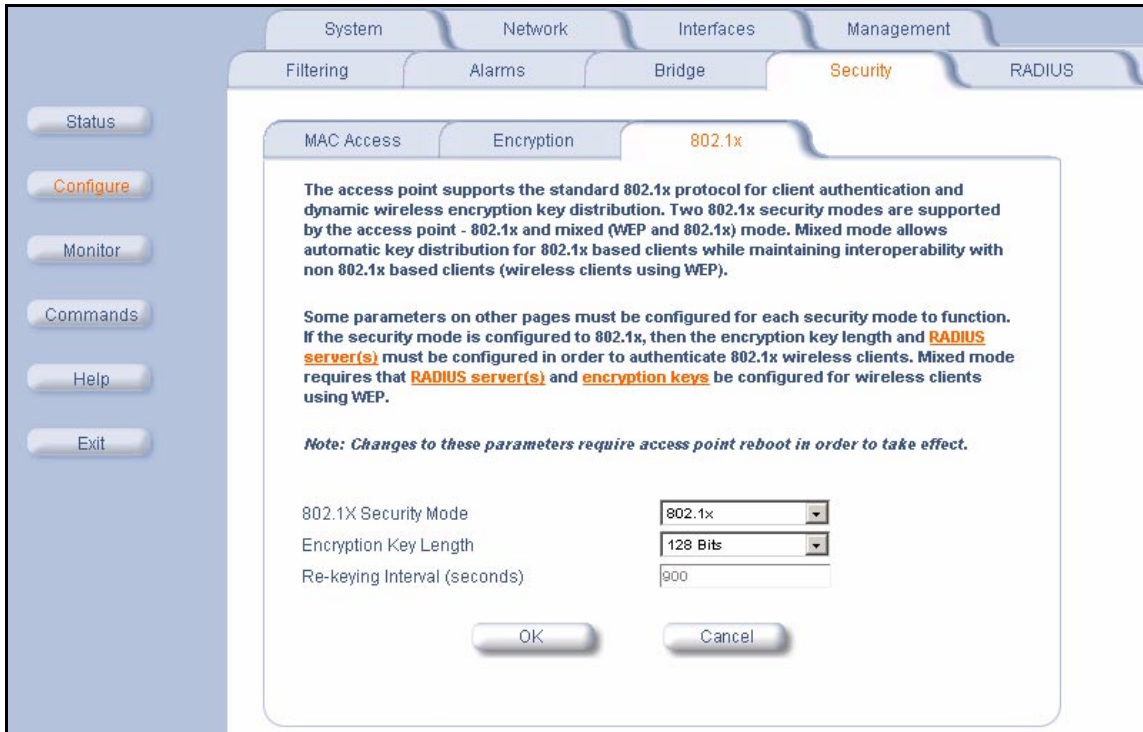 System Network Interfaces Management
Filtering Alarms Bridge Security RADIUS
Status
Configure
Monitor
Commands
Help
Exit
MAC Access Encryption 802.1x
The access point supports the standard 802.1x protocol for client authentication and
dynamic wireless encryption key distribution. Two 802.1x security modes are supported
by the access point - 802.1x and mixed (WEP and 802.1x) mode. Mixed mode allows
automatic key distribution for 802.1x based clients while maintaining interoperability with
non 802.1x based clients (wireless clients using WEP).
Some parameters on other pages must be configured for each security mode to function.
If the security mode is configured to 802.1x, then the encryption key length and RADIUS
server(s) must be configured in order to authenticate 802.1x wireless clients. Mixed mode
requires that RADIUS server(s) and encryption keys be configured for wireless clients
using WEP.
Note: Changes to these parameters require access point reboot in order to take effect.
802.1X Security Mode 802.1x
Encryption Key Length 128 Bits
Re-keying Interval (seconds) 900
OK Cancel